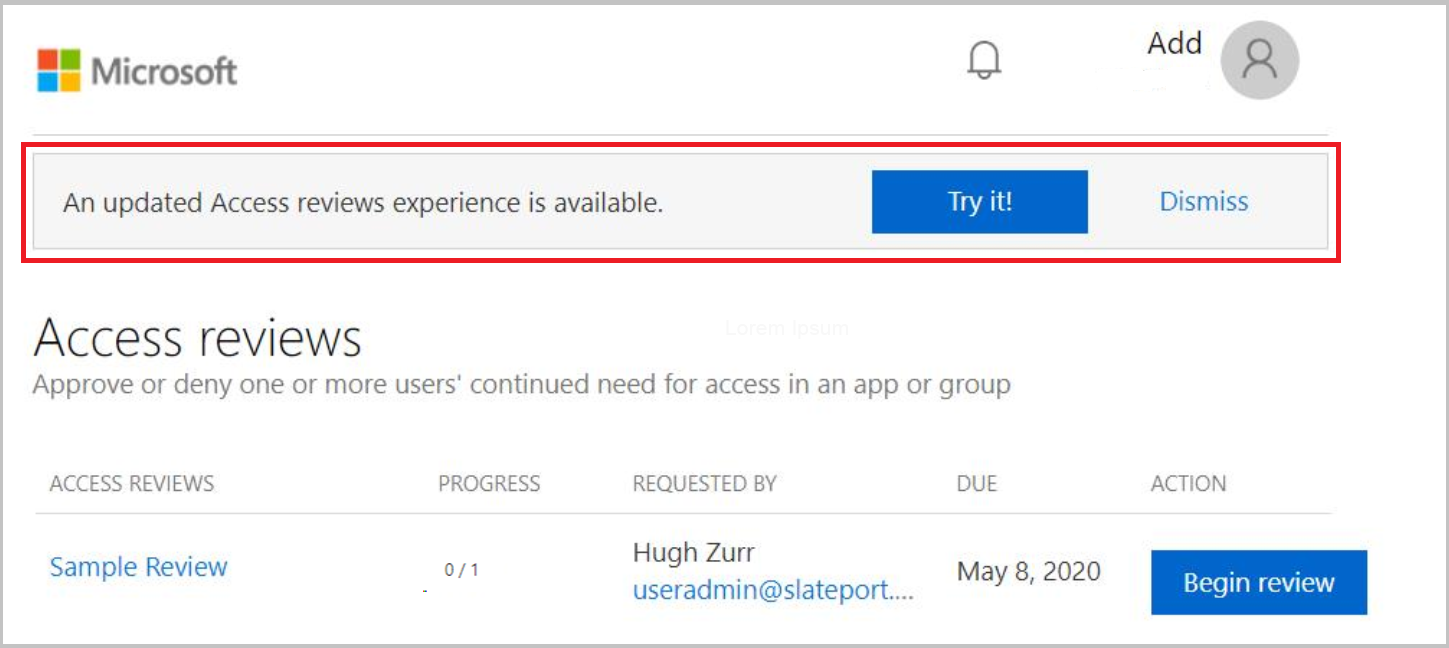 Microsoft
Add
An updated Access reviews experience is available.
Try it!
Dismiss
Access reviews
Lorem Ipsum
Approve or deny one or more users' continued need for access in an app or group
ACCESS REVIEWS PROGRESS REQUESTED BY DUE ACTION
Sample Review 0 / 1 Hugh Zurr May 8, 2020 Begin review
useradmin@slateport....